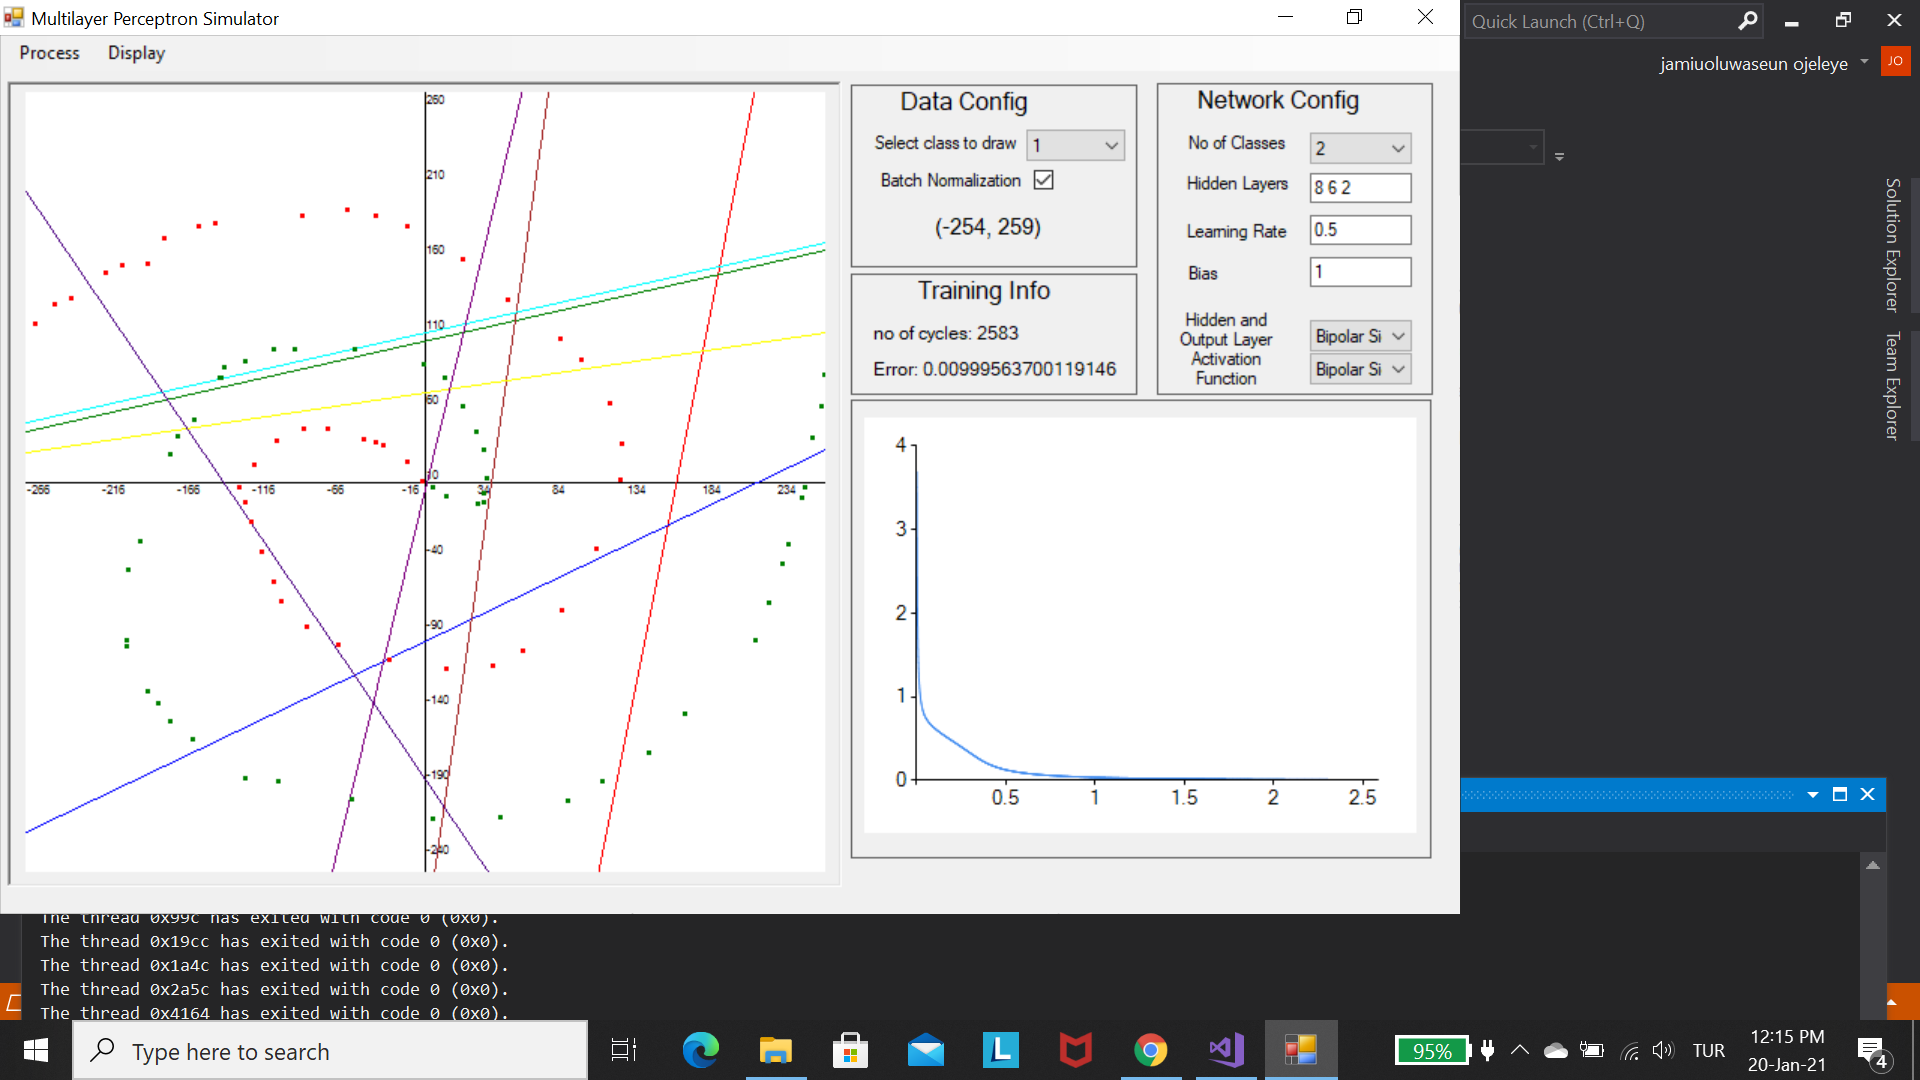 Multilayer Perceptron Simulator
Quick Launch (Ctrl+Q)
Process Display
jamiuoluwaseun ojeleye JO
Data Config
Select class to draw 1
Batch Normalization
(-254, 259)
Training Info
no of cycles: 2583
Error: 0.00999563700119146
Network Config
No of Classes 2
Hidden Layers 8 6 2
Learning Rate 0.5
Bias 1
Hidden and
Output Layer
Activation
Function
Bipolar Si
Bipolar Si
260
210
160
110
60
10
-266 -216 -166 -116 -66 -16 34 84 134 184 234
-40
-90
-140
-190
-240
4
3
2
1
0
0.5 1 1.5 2 2.5
Solution Explorer
Team Explorer
The thread 0x99c has exited with code 0 (0x0).
The thread 0x19cc has exited with code 0 (0x0).
The thread 0x1a4c has exited with code 0 (0x0).
The thread 0x2a5c has exited with code 0 (0x0).
The thread 0x4164 has exited with code 0 (0x0).
Type here to search
L
95%
TUR
12:15 PM
20-Jan-21
4